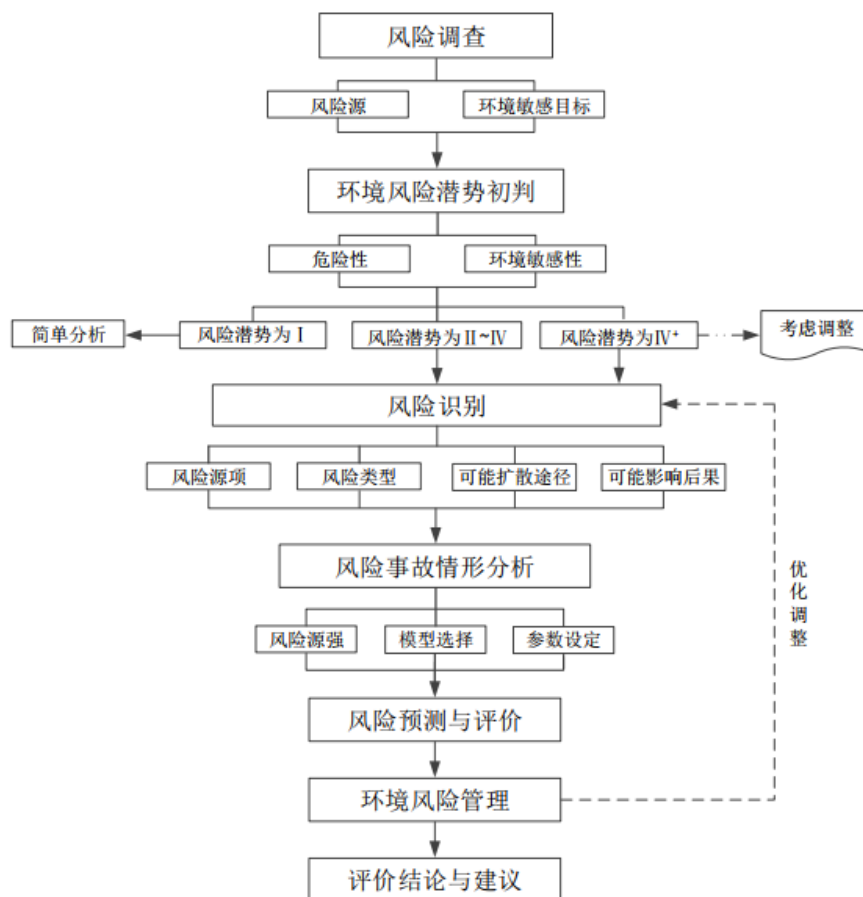 风险调查
风险源
环境敏感目标
环境风险潜势初判
危险性
环境敏感性
简单分析
风险潜势为Ⅰ
风险潜势为Ⅱ~Ⅳ
风险潜势为Ⅳ⁺
考虑调整
风险识别
风险源项
风险类型
可能扩散途径
可能影响后果
风险事故情形分析
优化调整
风险源强
模型选择
参数设定
风险预测与评价
环境风险管理
评价结论与建议